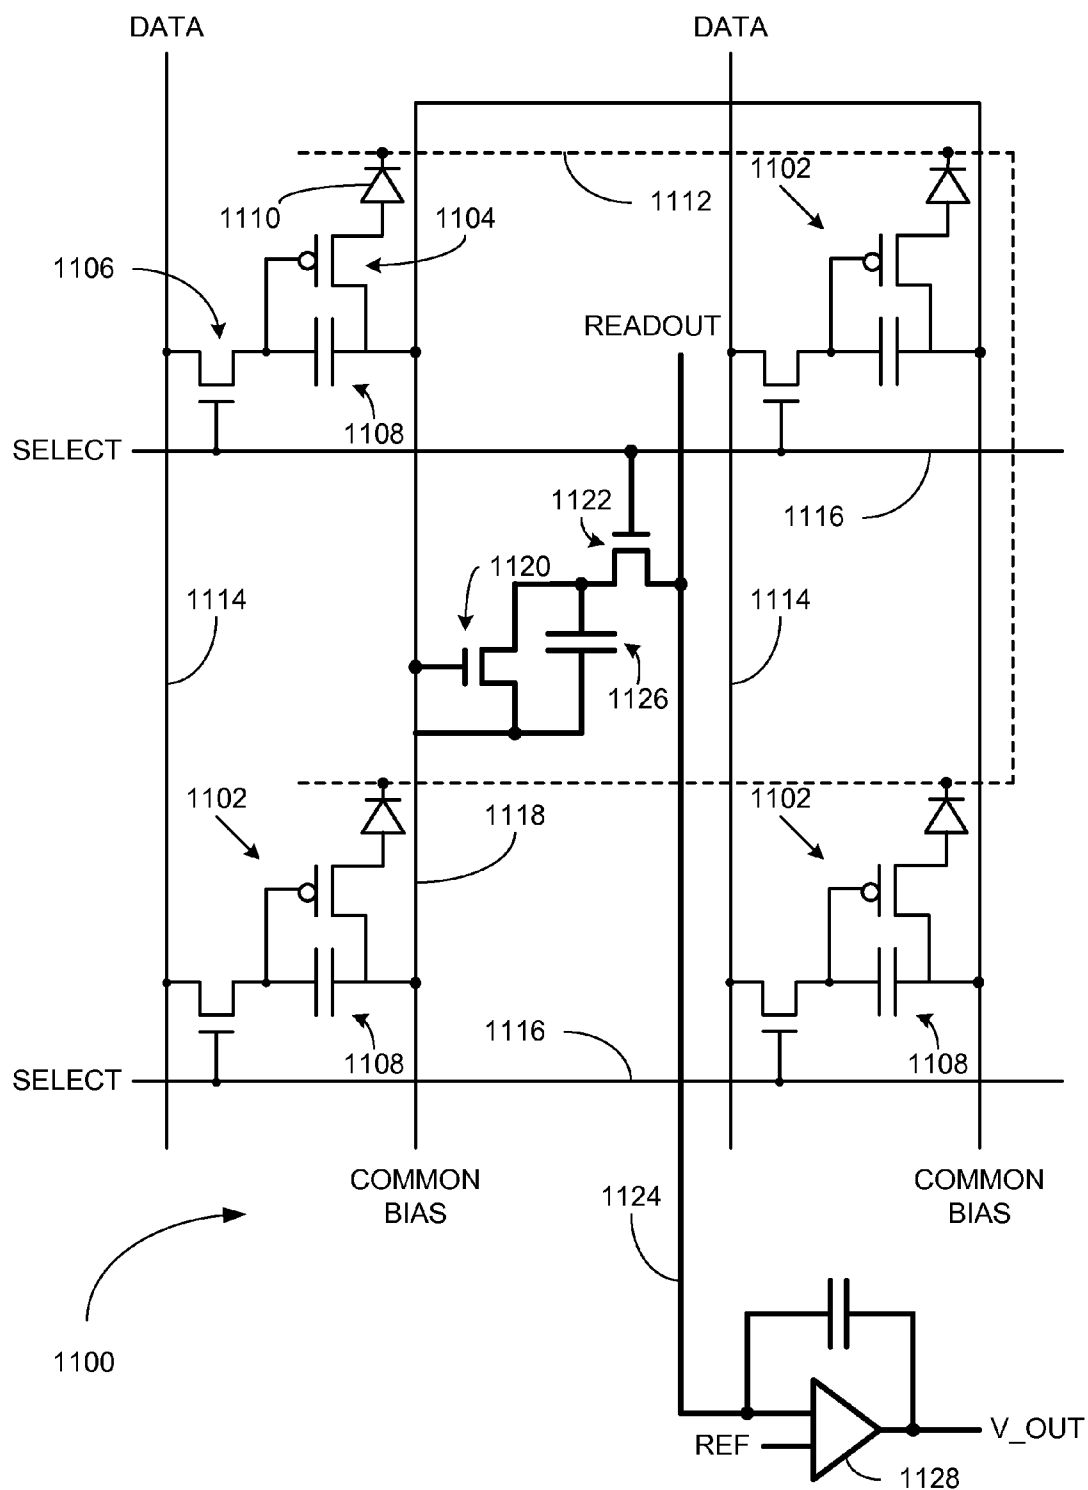 DATA
DATA
1102
1110
1104
1112
1106
READOUT
1108
SELECT
1122
1116
1120
1114
1114
1126
1102
1102
1118
1116
1108
1108
SELECT
COMMON
BIAS
COMMON
BIAS
1124
1100
V_OUT
REF
1128